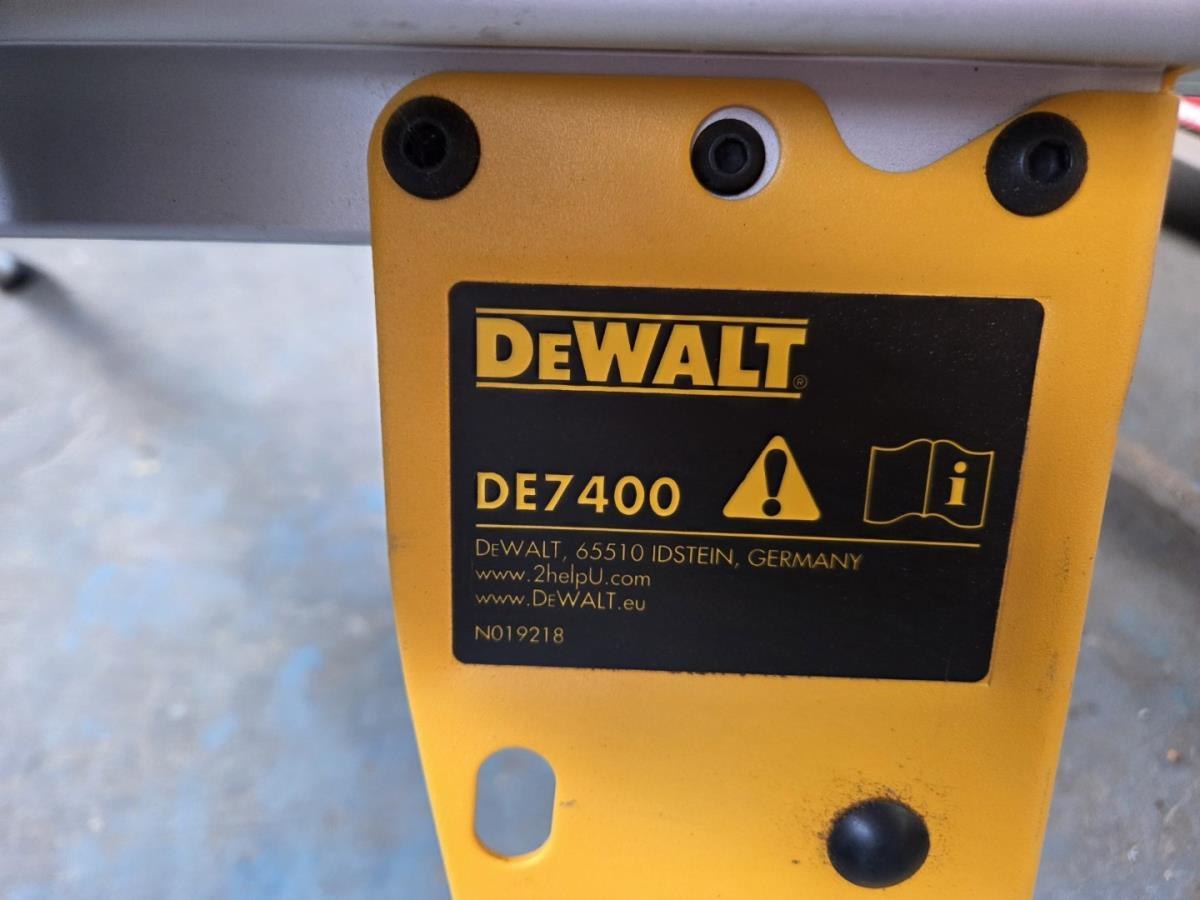 DEWALT®
DE7400
i
DEWALT, 65510 IDSTEIN, GERMANY
www.2helpU.com
www.DEWALT.eu
N019218